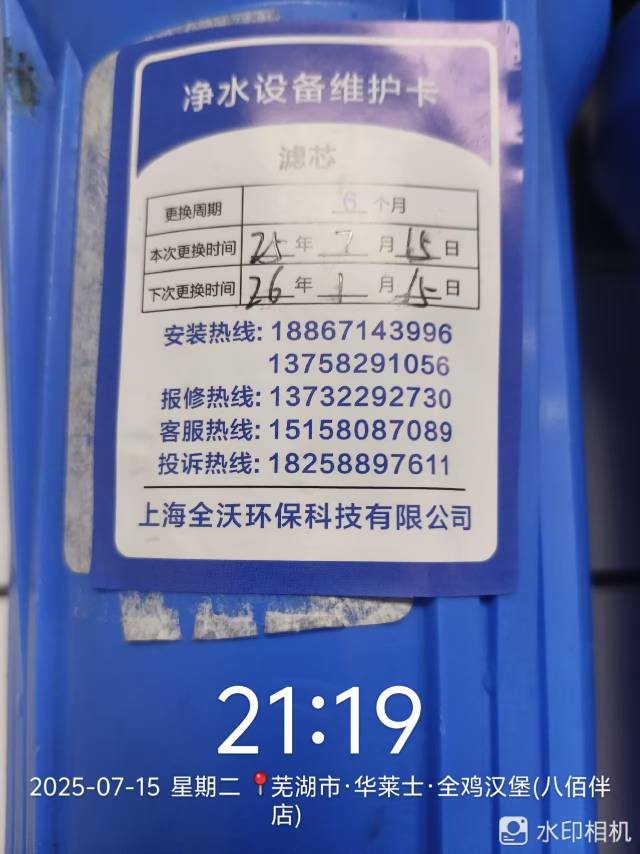 净水设备维护卡
滤芯
更换周期 6 个月
本次更换时间 25 年 7 月 15 日
下次更换时间 26 年 1 月 15 日
安装热线: 18867143996
13758291056
报修热线: 13732292730
客服热线: 15158087089
投诉热线: 18258897611
上海全沃环保科技有限公司
21:19
2025-07-15 星期二 📍芜湖市·华莱士·全鸡汉堡(八佰伴
店)
水印相机